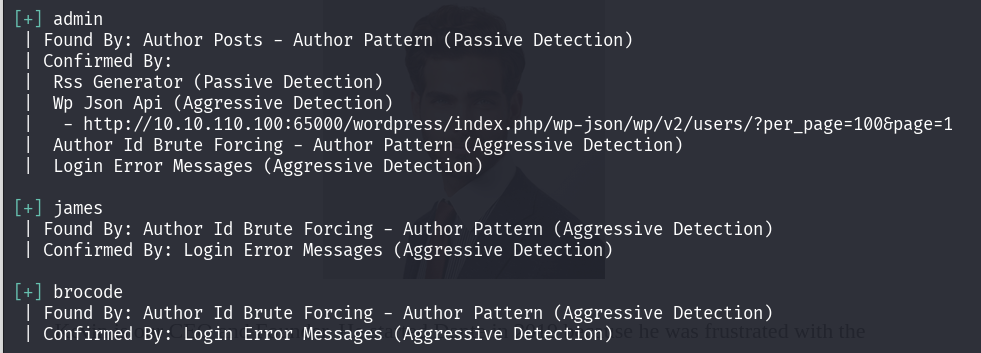 [+] admin
| Found By: Author Posts - Author Pattern (Passive Detection)
| Confirmed By:
|  Rss Generator (Passive Detection)
|  Wp Json Api (Aggressive Detection)
|   - http://10.10.110.100:65000/wordpress/index.php/wp-json/wp/v2/users/?per_page=100&page=1
|  Author Id Brute Forcing - Author Pattern (Aggressive Detection)
|  Login Error Messages (Aggressive Detection)
[+] james
| Found By: Author Id Brute Forcing - Author Pattern (Aggressive Detection)
| Confirmed By: Login Error Messages (Aggressive Detection)
[+] brocode
| Found By: Author Id Brute Forcing - Author Pattern (Aggressive Detection)
| Confirmed By: Login Error Messages (Aggressive Detection)
he was frustrated with the